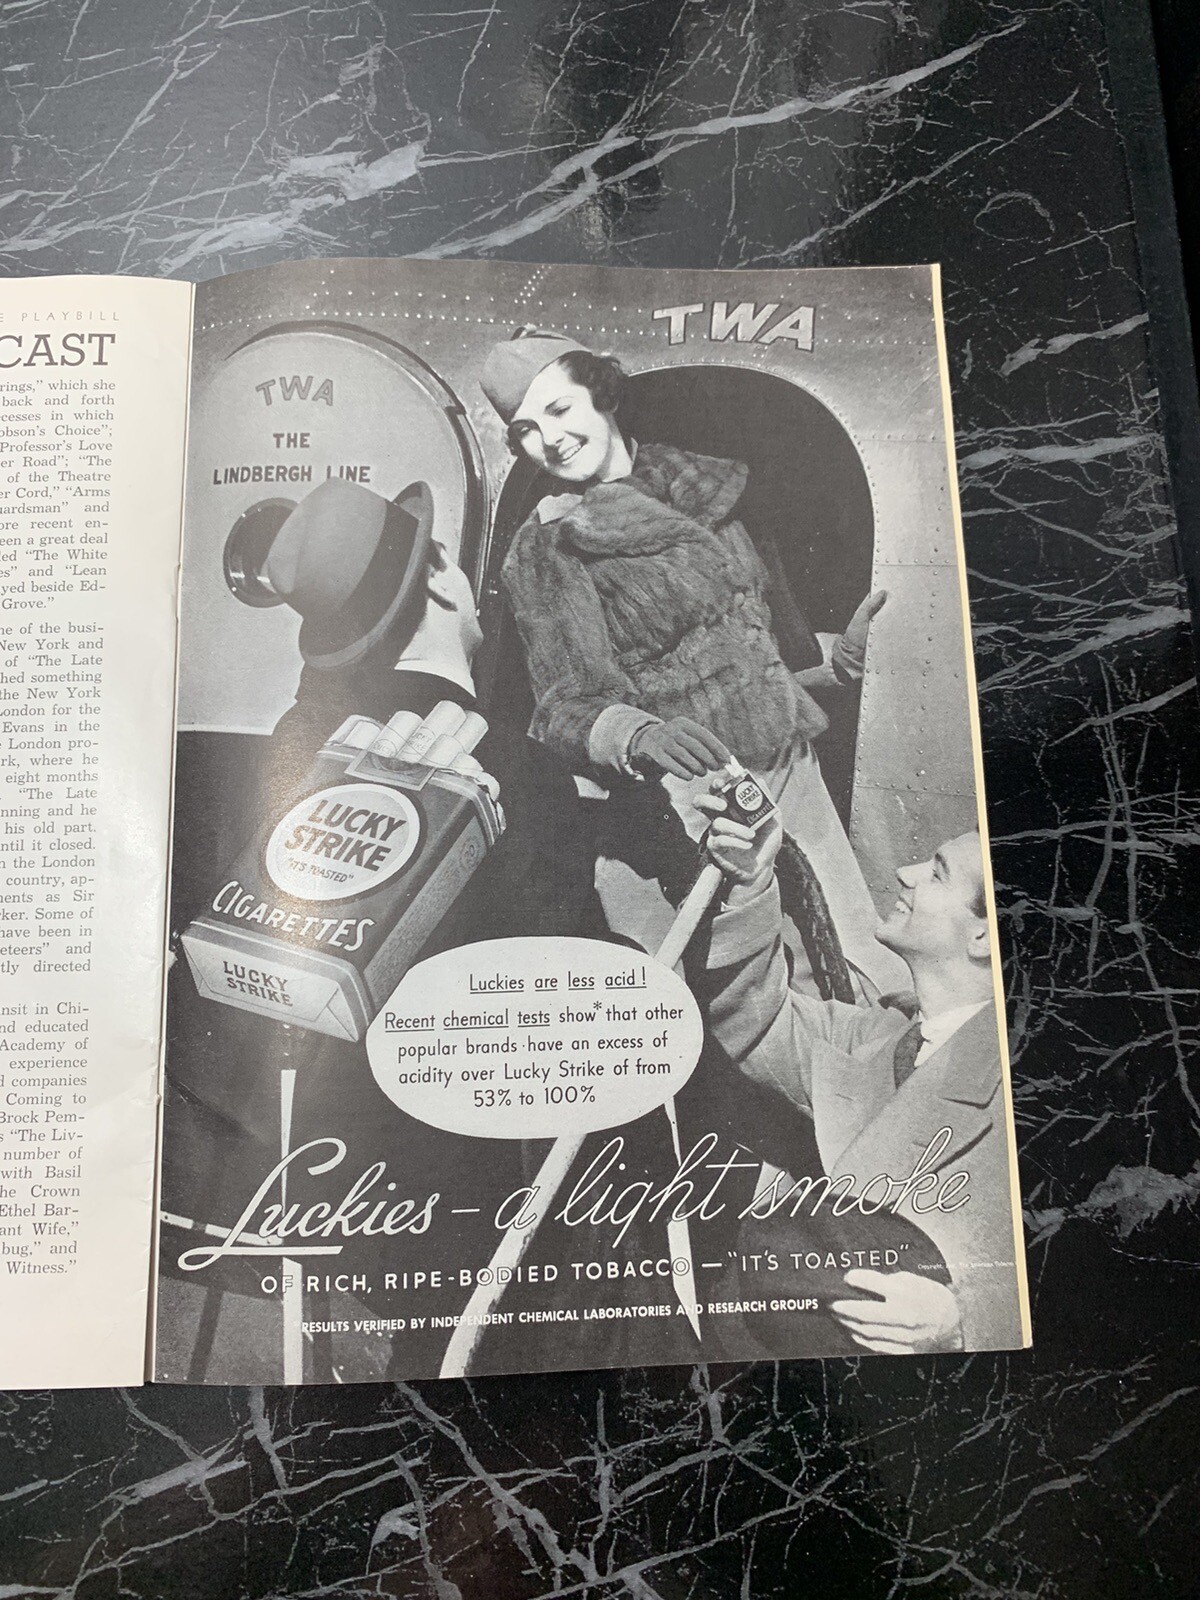 E PLAYBILL
CAST
rings," which she
back and forth
cesses in which
obson's Choice";
Professor's Love
er Road"; "The
of the Theatre
er Cord," "Arms
uardsman" and
ore recent en-
een a great deal
led "The White
es" and "Lean
yed beside Ed-
Grove."
ne of the busi-
New York and
of "The Late
hed something
the New York
London for the
Evans in the
e London pro-
rk, where he
eight months
"The Late
nning and he
his old part.
ntil it closed.
n the London
country, ap-
ments as Sir
rker. Some of
have been in
eteers" and
tly directed
nsit in Chi-
nd educated
Academy of
experience
d companies
Coming to
Brock Pem-
s "The Liv-
number of
with Basil
he Crown
Ethel Bar-
ant Wife,"
bug," and
Witness."
TWA
TWA
THE
LINDBERGH LINE
LUCKY
STRIKE
"IT'S TOASTED"
CIGARETTES
LUCKY
STRIKE
LUCKY
STRIKE
CIGARETTES
Luckies are less acid!
Recent chemical tests show* that other
popular brands have an excess of
acidity over Lucky Strike of from
53% to 100%
Luckies – a light smoke
OF RICH, RIPE-BODIED TOBACCO — "IT'S TOASTED"
*RESULTS VERIFIED BY INDEPENDENT CHEMICAL LABORATORIES AND RESEARCH GROUPS